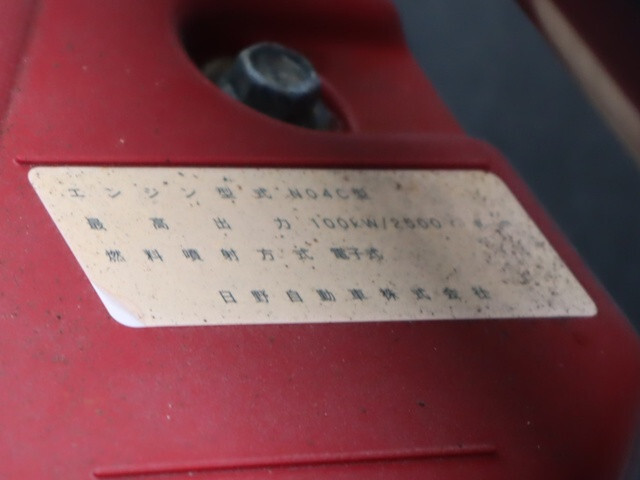 エンジン型式 N04C型
最高出力 100kW/2500
燃料噴射方式 電子式
日野自動車株式会社